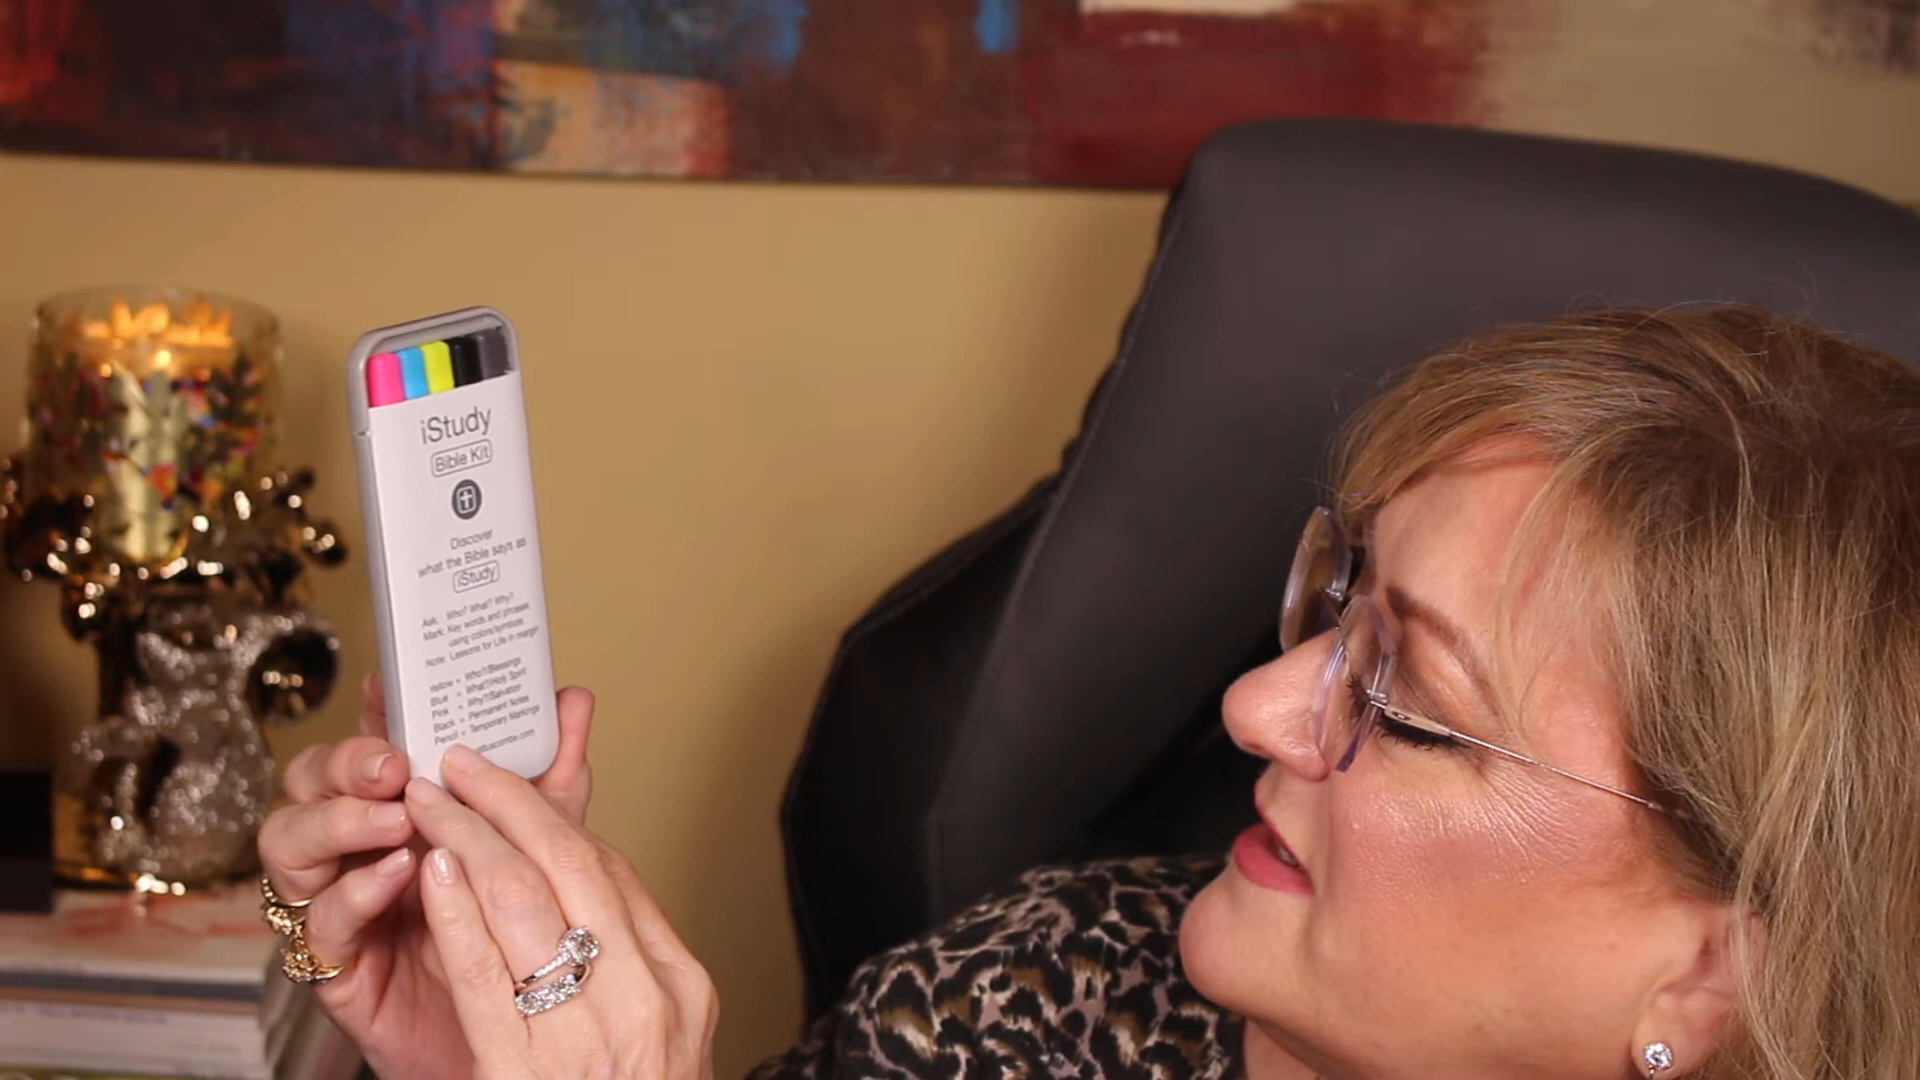 iStudy
Bible Kit
Discover
what the Bible says as
iStudy
Ask: Who? What? Why?
Mark: Key words and phrases
using colors/symbols
Note: Lessons for Life in margin
Yellow = Who?/Blessings
Blue = What?/Holy Spirit
Pink = Why?/Salvation
Black = Permanent Notes
Pencil = Temporary Markings